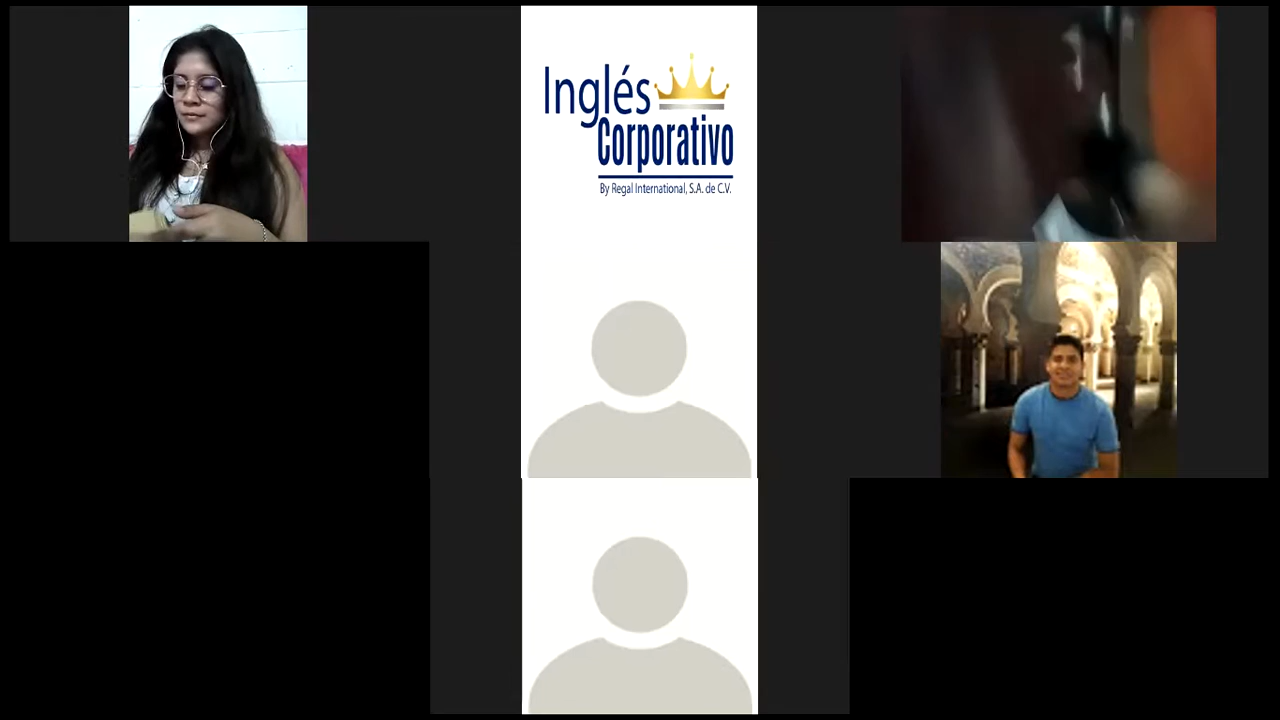 Inglés
Corporativo
By Regal International, S.A. de C.V.